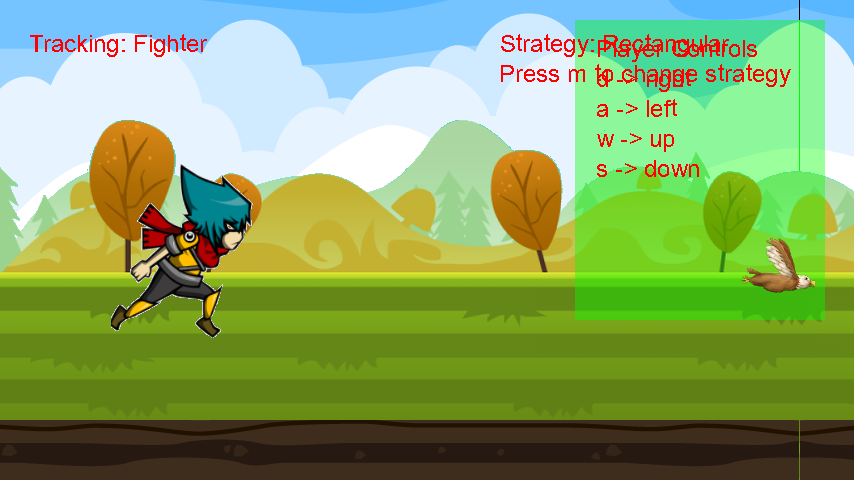 Tracking: Fighter
Strategy: Rectangular
Press m to change strategy
Player Controls
d -> right
a -> left
w -> up
s -> down